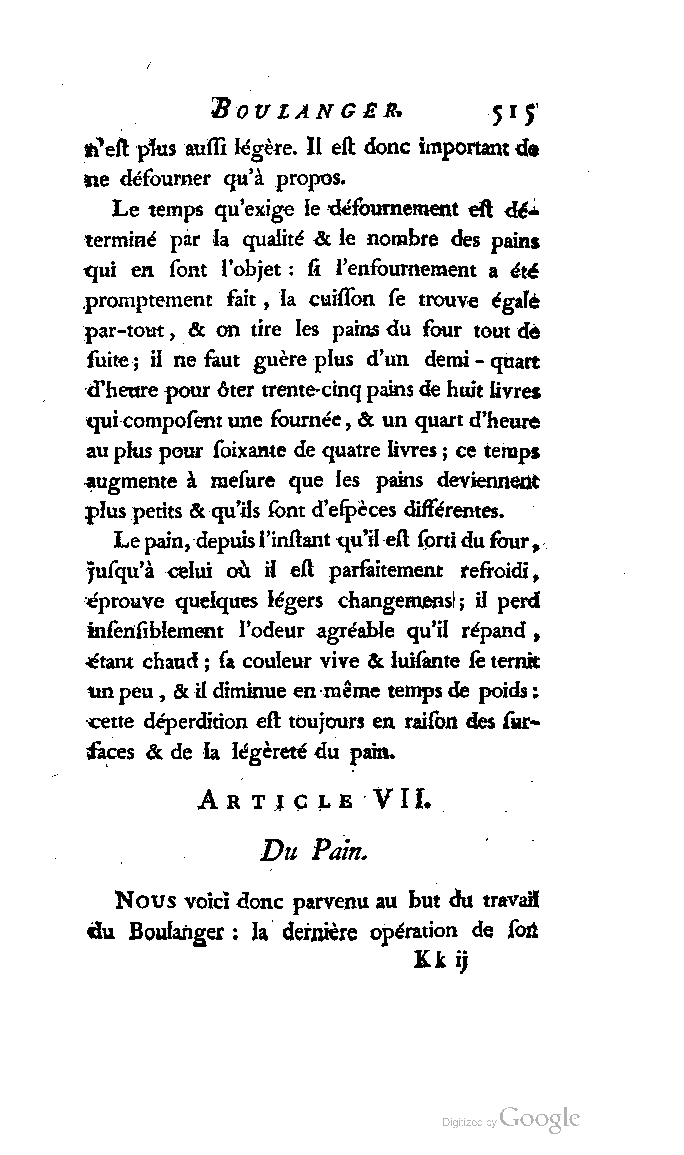 BOULANGER. 515
n'eſt plus auſſi légère. Il eſt donc important de
ne défourner qu'à propos.
Le temps qu'exige le défournement eſt dé-
terminé par la qualité & le nombre des pains
qui en ſont l'objet : ſi l'enfournement a été
promptement fait, la cuiſſon ſe trouve égale
par-tout, & on tire les pains du four tout de
ſuite; il ne faut guère plus d'un demi-quart
d'heure pour ôter trente-cinq pains de huit livres
qui compoſent une fournée, & un quart d'heure
au plus pour ſoixante de quatre livres; ce temps
augmente à meſure que les pains deviennent
plus petits & qu'ils ſont d'eſpèces différentes.
Le pain, depuis l'inſtant qu'il eſt ſorti du four,
juſqu'à celui où il eſt parfaitement refroidi,
éprouve quelques légers changemens; il perd
inſenſiblement l'odeur agréable qu'il répand,
étant chaud; ſa couleur vive & luiſante ſe ternit
un peu, & il diminue en même temps de poids :
cette déperdition eſt toujours en raiſon des ſur-
faces & de la légèreté du pain.
ARTICLE VII.
Du Pain.
NOUS voici donc parvenu au but du travail
du Boulanger : la dernière opération de ſon
Kk ij
Digitized by Google